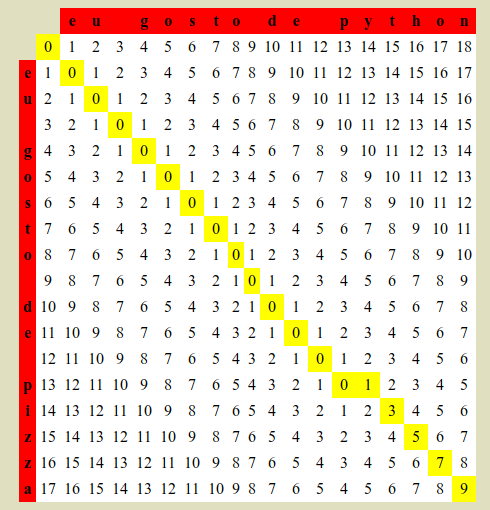 e u g o s t o d e p y t h o n
0 1 2 3 4 5 6 7 8 9 10 11 12 13 14 15 16 17 18
e 1 0 1 2 3 4 5 6 7 8 9 10 11 12 13 14 15 16 17
u 2 1 0 1 2 3 4 5 6 7 8 9 10 11 12 13 14 15 16
3 2 1 0 1 2 3 4 5 6 7 8 9 10 11 12 13 14 15
g 4 3 2 1 0 1 2 3 4 5 6 7 8 9 10 11 12 13 14
o 5 4 3 2 1 0 1 2 3 4 5 6 7 8 9 10 11 12 13
s 6 5 4 3 2 1 0 1 2 3 4 5 6 7 8 9 10 11 12
t 7 6 5 4 3 2 1 0 1 2 3 4 5 6 7 8 9 10 11
o 8 7 6 5 4 3 2 1 0 1 2 3 4 5 6 7 8 9 10
9 8 7 6 5 4 3 2 1 0 1 2 3 4 5 6 7 8 9
d 10 9 8 7 6 5 4 3 2 1 0 1 2 3 4 5 6 7 8
e 11 10 9 8 7 6 5 4 3 2 1 0 1 2 3 4 5 6 7
12 11 10 9 8 7 6 5 4 3 2 1 0 1 2 3 4 5 6
p 13 12 11 10 9 8 7 6 5 4 3 2 1 0 1 2 3 4 5
i 14 13 12 11 10 9 8 7 6 5 4 3 2 1 2 3 4 5 6
z 15 14 13 12 11 10 9 8 7 6 5 4 3 2 3 4 5 6 7
z 16 15 14 13 12 11 10 9 8 7 6 5 4 3 4 5 6 7 8
a 17 16 15 14 13 12 11 10 9 8 7 6 5 4 5 6 7 8 9